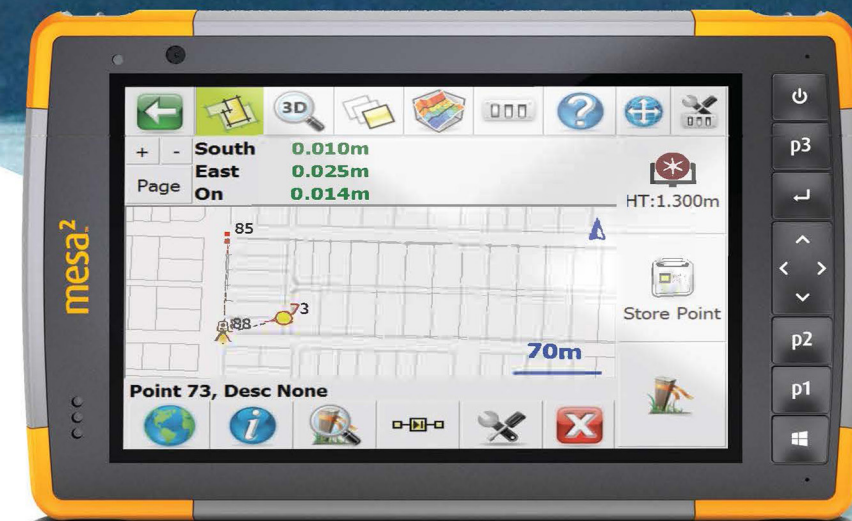 mesa²
3D
+ -
Page
South 0.010m
East 0.025m
On 0.014m
HT:1.300m
85
73
88
70m
Store Point
Point 73, Desc None
p3
p2
p1